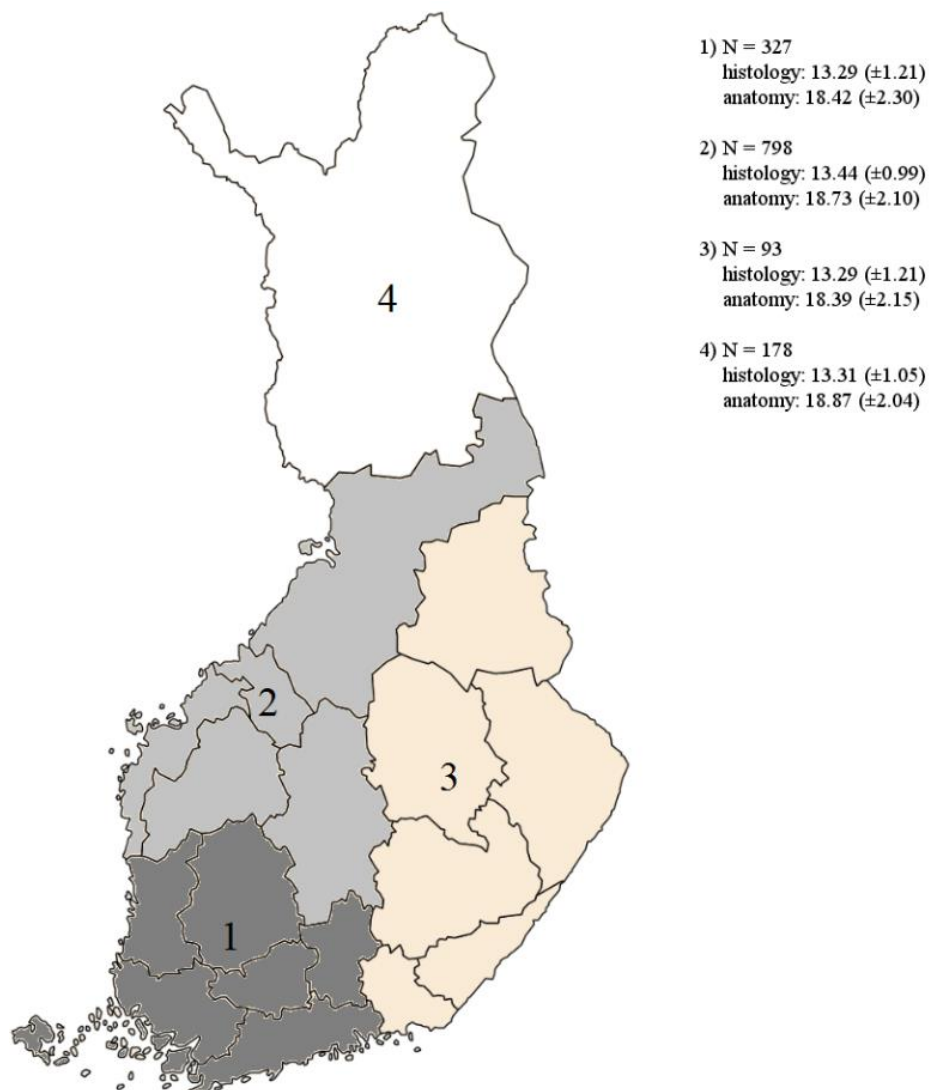 1) N = 327
histology: 13.29 (±1.21)
anatomy: 18.42 (±2.30)
2) N = 798
histology: 13.44 (±0.99)
anatomy: 18.73 (±2.10)
3) N = 93
histology: 13.29 (±1.21)
anatomy: 18.39 (±2.15)
4) N = 178
histology: 13.31 (±1.05)
anatomy: 18.87 (±2.04)
4
2
3
1